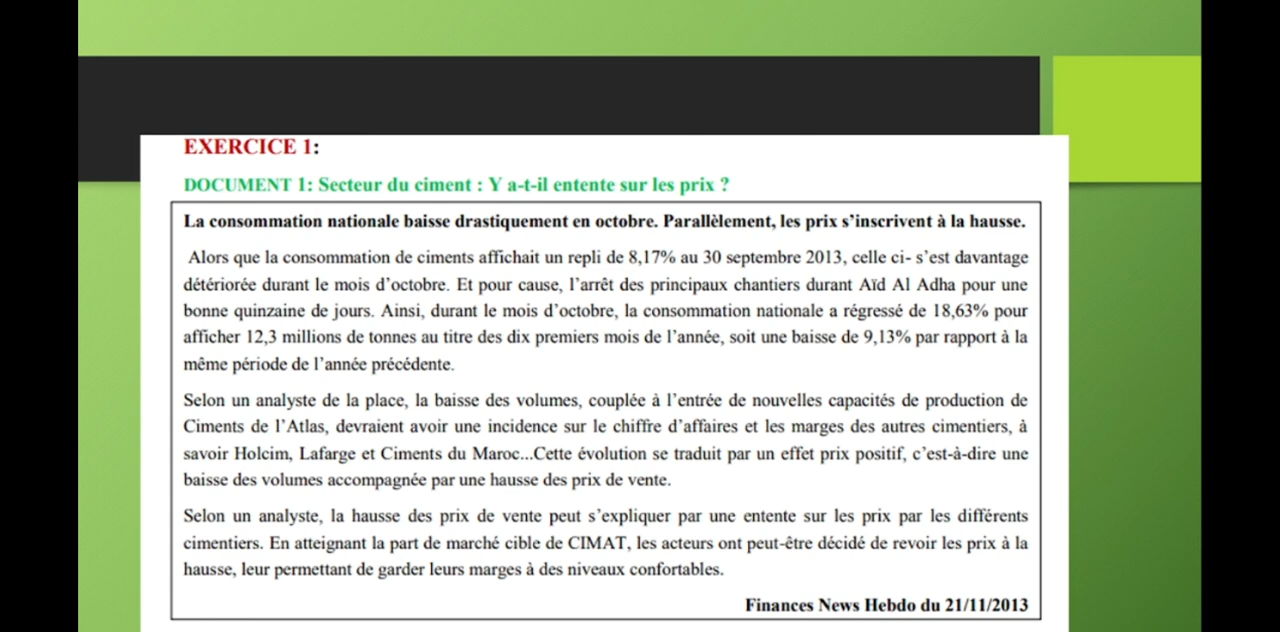 EXERCICE 1:
DOCUMENT 1: Secteur du ciment : Y a-t-il entente sur les prix ?
La consommation nationale baisse drastiquement en octobre. Parallèlement, les prix s'inscrivent à la hausse.
Alors que la consommation de ciments affichait un repli de 8,17% au 30 septembre 2013, celle ci- s'est davantage
détériorée durant le mois d'octobre. Et pour cause, l'arrêt des principaux chantiers durant Aïd Al Adha pour une
bonne quinzaine de jours. Ainsi, durant le mois d'octobre, la consommation nationale a régressé de 18,63% pour
afficher 12,3 millions de tonnes au titre des dix premiers mois de l'année, soit une baisse de 9,13% par rapport à la
même période de l'année précédente.
Selon un analyste de la place, la baisse des volumes, couplée à l'entrée de nouvelles capacités de production de
Ciments de l'Atlas, devraient avoir une incidence sur le chiffre d'affaires et les marges des autres cimentiers, à
savoir Holcim, Lafarge et Ciments du Maroc...Cette évolution se traduit par un effet prix positif, c'est-à-dire une
baisse des volumes accompagnée par une hausse des prix de vente.
Selon un analyste, la hausse des prix de vente peut s'expliquer par une entente sur les prix par les différents
cimentiers. En atteignant la part de marché cible de CIMAT, les acteurs ont peut-être décidé de revoir les prix à la
hausse, leur permettant de garder leurs marges à des niveaux confortables.
Finances News Hebdo du 21/11/2013